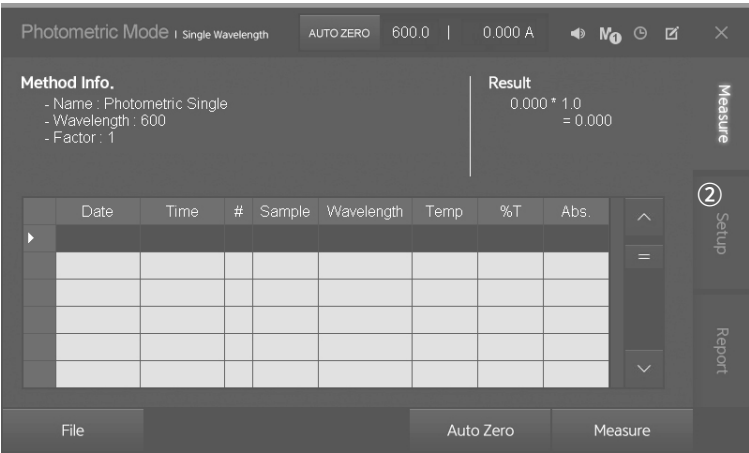 Photometric Mode | Single Wavelength AUTO ZERO 600.0 | 0.000 A M1
Method Info.
- Name : Photometric Single
- Wavelength : 600
- Factor : 1
Result
0.000 * 1.0
= 0.000
Measure
② Setup
Report
Date Time # Sample Wavelength Temp %T Abs.
File Auto Zero Measure